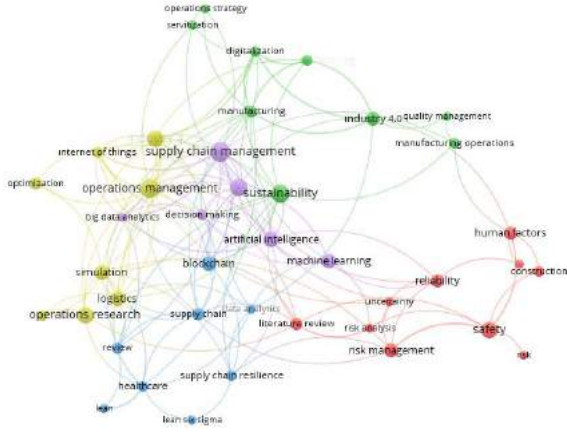 operations strategy
servitization
digitalization
manufacturing
industry 4.0
quality management
manufacturing operations
supply chain management
internet of things
optimization
operations management
sustainability
big data analytics
decision making
artificial intelligence
human factors
blockchain
machine learning
construction
simulation
reliability
logistics
data analytics
uncertainty
operations research
supply chain
literature review
risk analysis
safety
review
risk management
risk
healthcare
supply chain resilience
lean
lean six sigma